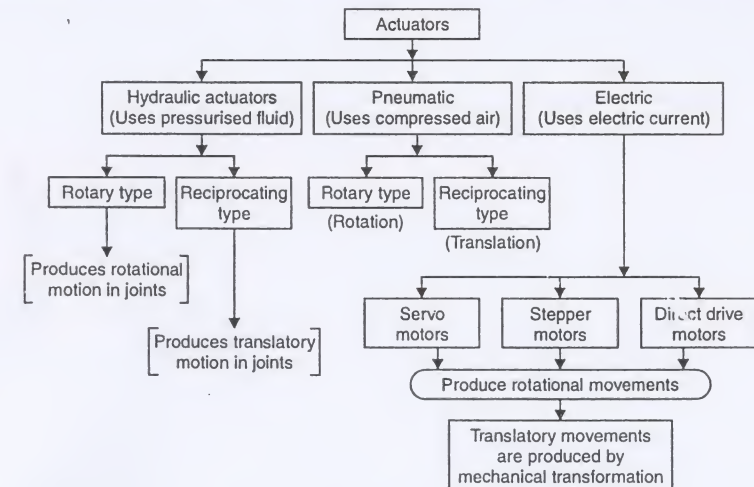 Actuators
Hydraulic actuators
(Uses pressurised fluid)
Pneumatic
(Uses compressed air)
Electric
(Uses electric current)
Rotary type
Reciprocating
type
Rotary type
(Rotation)
Reciprocating
type
(Translation)
Produces rotational
motion in joints
Produces translatory
motion in joints
Servo
motors
Stepper
motors
Direct drive
motors
Produce rotational movements
Translatory movements
are produced by
mechanical transformation